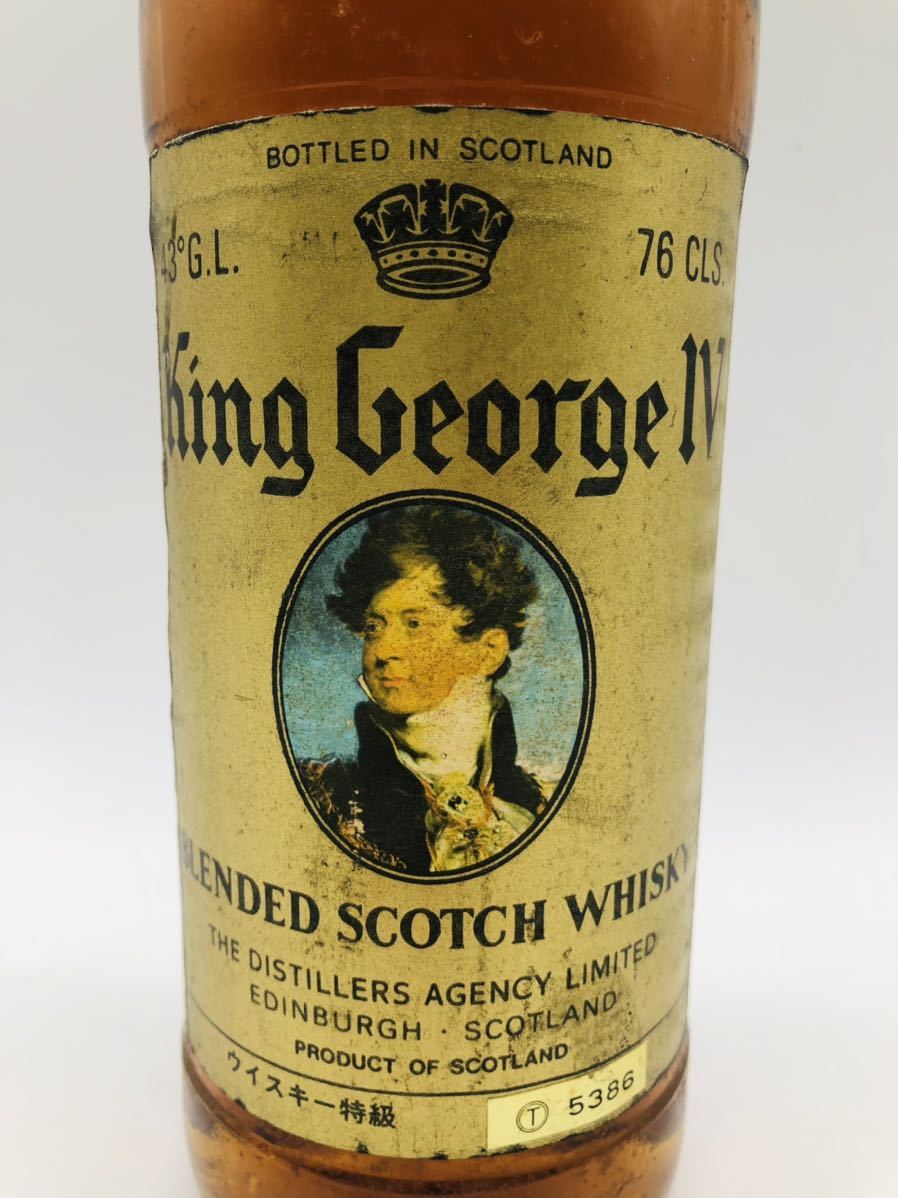 BOTTLED IN SCOTLAND
43°G.L.
76 CLS.
King George IV
BLENDED SCOTCH WHISKY
THE DISTILLERS AGENCY LIMITED
EDINBURGH · SCOTLAND
PRODUCT OF SCOTLAND
ウイスキー特級
Ⓣ 5386